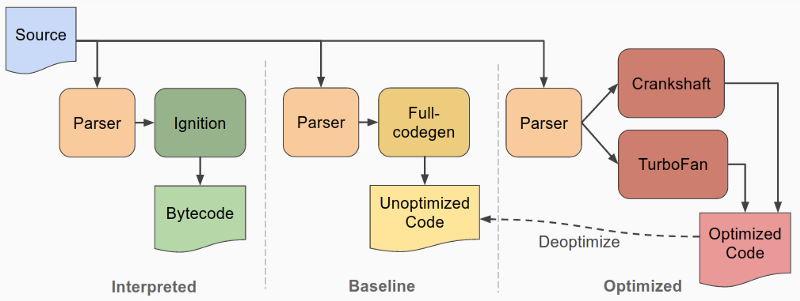 Source
Parser
Ignition
Bytecode
Interpreted
Parser
Full-
codegen
Unoptimized
Code
Baseline
Parser
Crankshaft
TurboFan
Optimized
Code
Deoptimize
Optimized